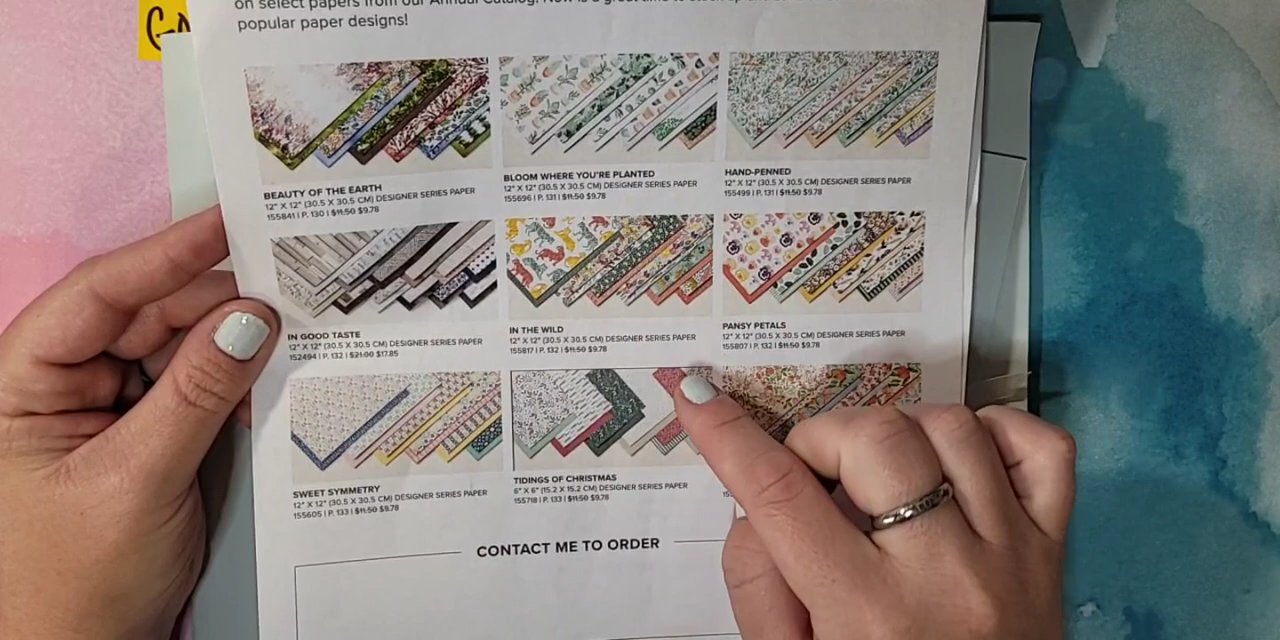 popular paper designs!
BEAUTY OF THE EARTH
12" X 12" (30.5 X 30.5 CM) DESIGNER SERIES PAPER
155841 | P. 130 | $11.50 $9.78
BLOOM WHERE YOU'RE PLANTED
12" X 12" (30.5 X 30.5 CM) DESIGNER SERIES PAPER
155696 | P. 131 | $11.50 $9.78
HAND-PENNED
12" X 12" (30.5 X 30.5 CM) DESIGNER SERIES PAPER
155499 | P. 131 | $11.50 $9.78
IN GOOD TASTE
12" X 12" (30.5 X 30.5 CM) DESIGNER SERIES PAPER
152494 | P. 132 | $21.00 $17.85
IN THE WILD
12" X 12" (30.5 X 30.5 CM) DESIGNER SERIES PAPER
155817 | P. 132 | $11.50 $9.78
PANSY PETALS
12" X 12" (30.5 X 30.5 CM) DESIGNER SERIES PAPER
155807 | P. 132 | $11.50 $9.78
SWEET SYMMETRY
12" X 12" (30.5 X 30.5 CM) DESIGNER SERIES PAPER
155605 | P. 133 | $11.50 $9.78
TIDINGS OF CHRISTMAS
6" X 6" (15.2 X 15.2 CM) DESIGNER SERIES PAPER
155718 | P. 133 | $11.50 $9.78
CONTACT ME TO ORDER